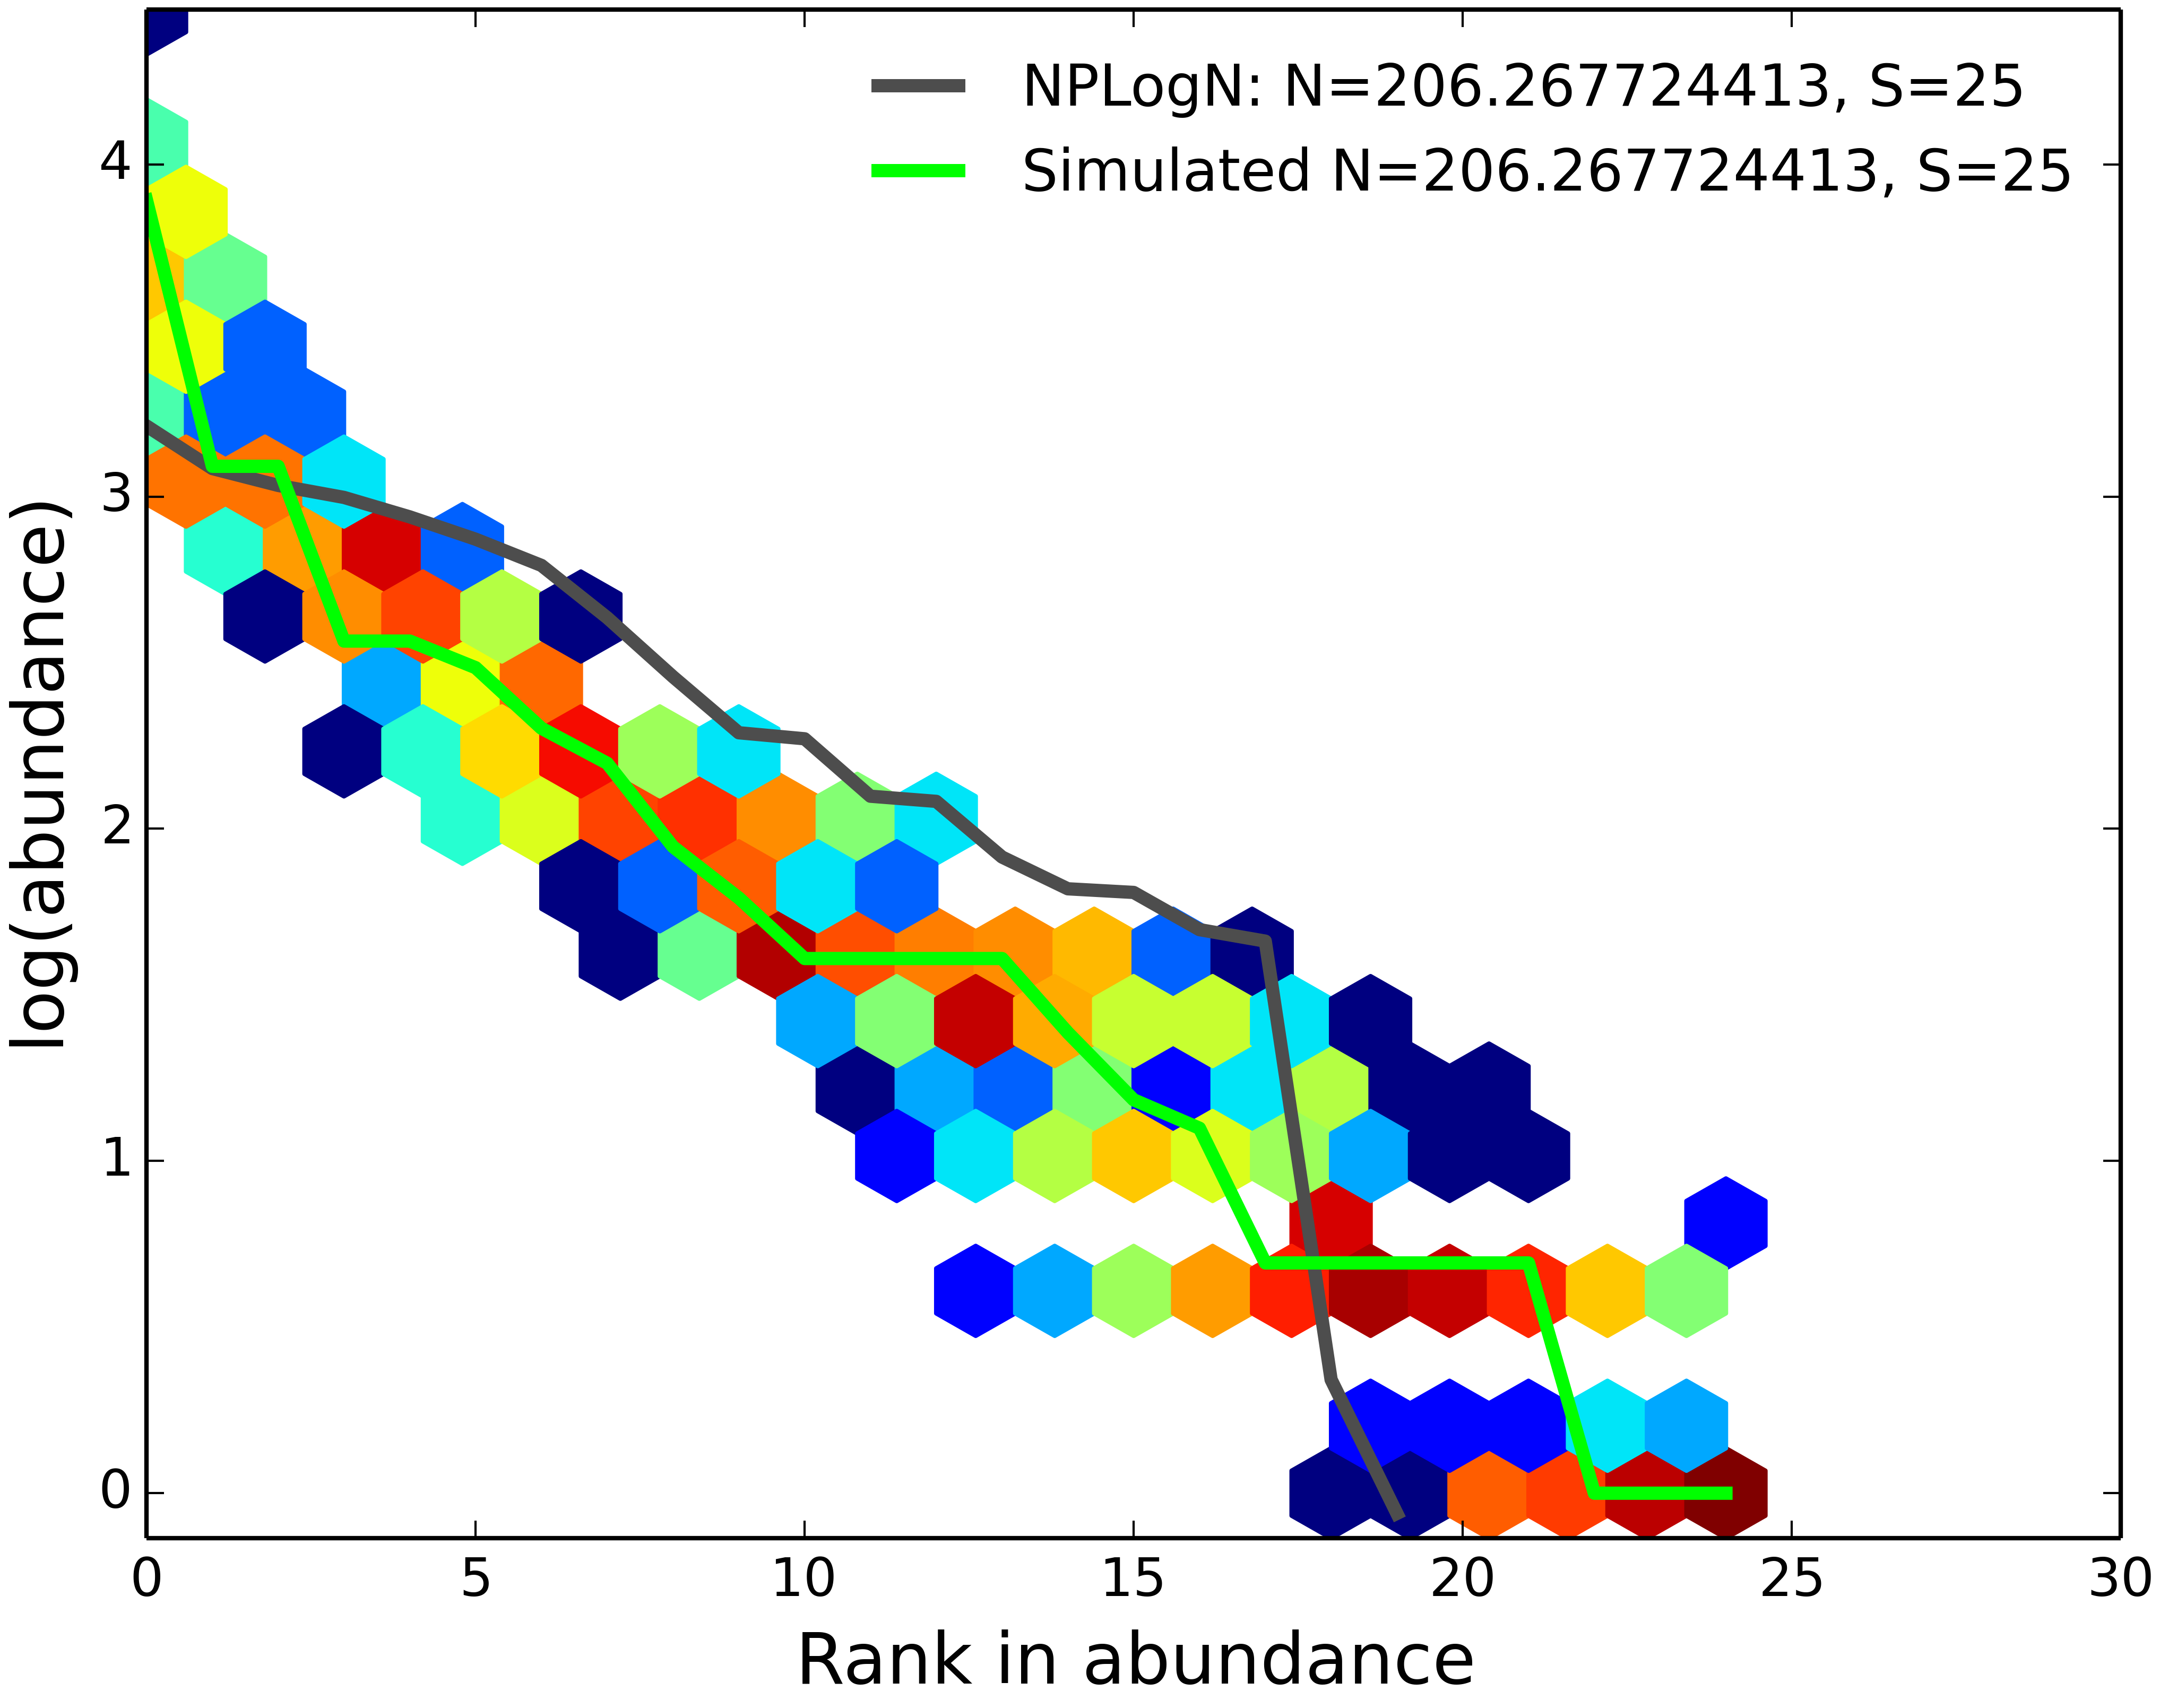 NPLogN: N=206.267724413, S=25
Simulated N=206.267724413, S=25
log(abundance)
4
3
2
1
0
0 5 10 15 20 25 30
Rank in abundance